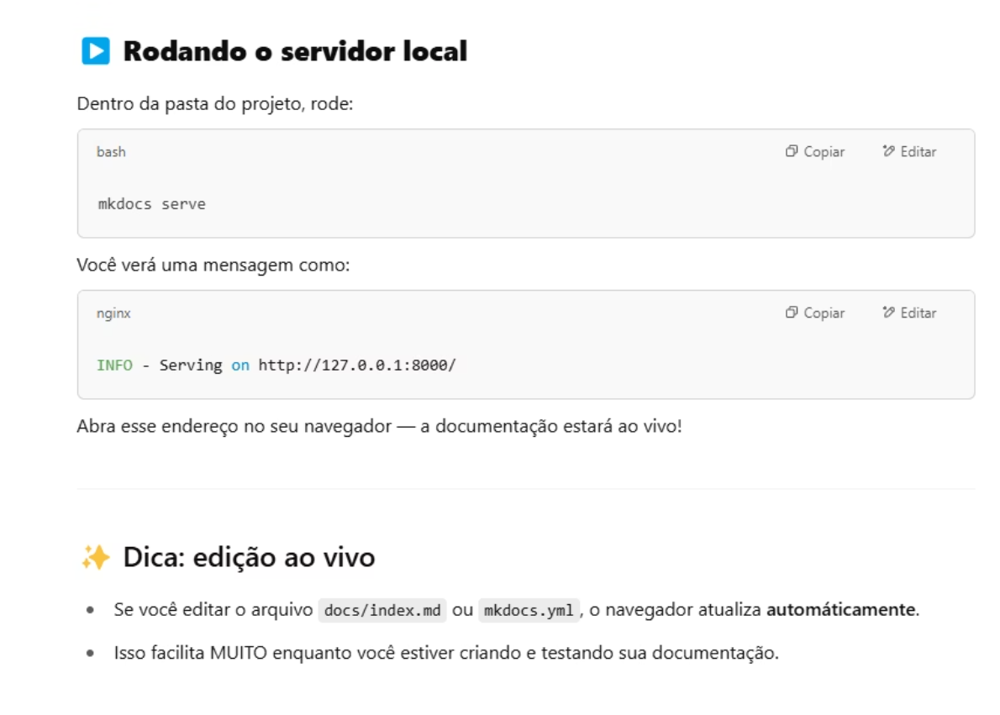 ▶️ Rodando o servidor local
Dentro da pasta do projeto, rode:
bash
Copiar
Editar
mkdocs serve
Você verá uma mensagem como:
nginx
Copiar
Editar
INFO - Serving on http://127.0.0.1:8000/
Abra esse endereço no seu navegador — a documentação estará ao vivo!
✨ Dica: edição ao vivo
• Se você editar o arquivo docs/index.md ou mkdocs.yml, o navegador atualiza automáticamente.
• Isso facilita MUITO enquanto você estiver criando e testando sua documentação.